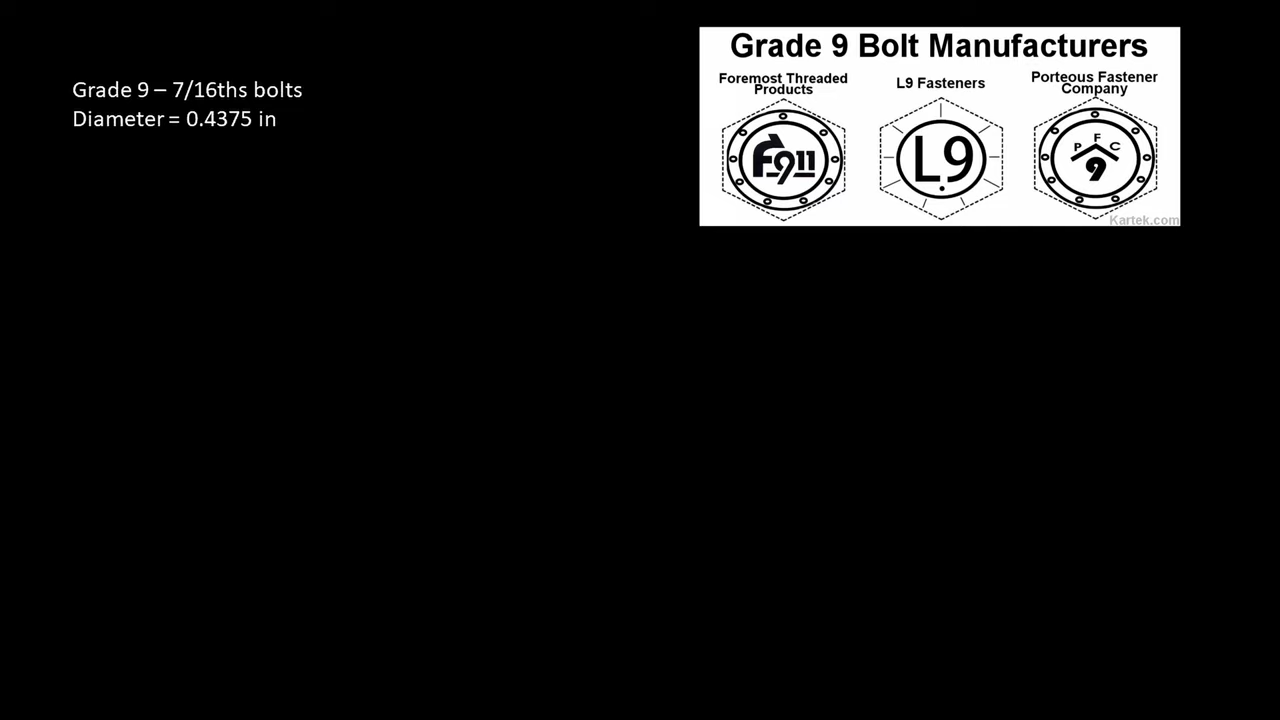 Grade 9 – 7/16ths bolts
Diameter = 0.4375 in
Grade 9 Bolt Manufacturers
Foremost Threaded
Products
L9 Fasteners
Porteous Fastener
Company
F911
L9
P F C
9
Kartek.com